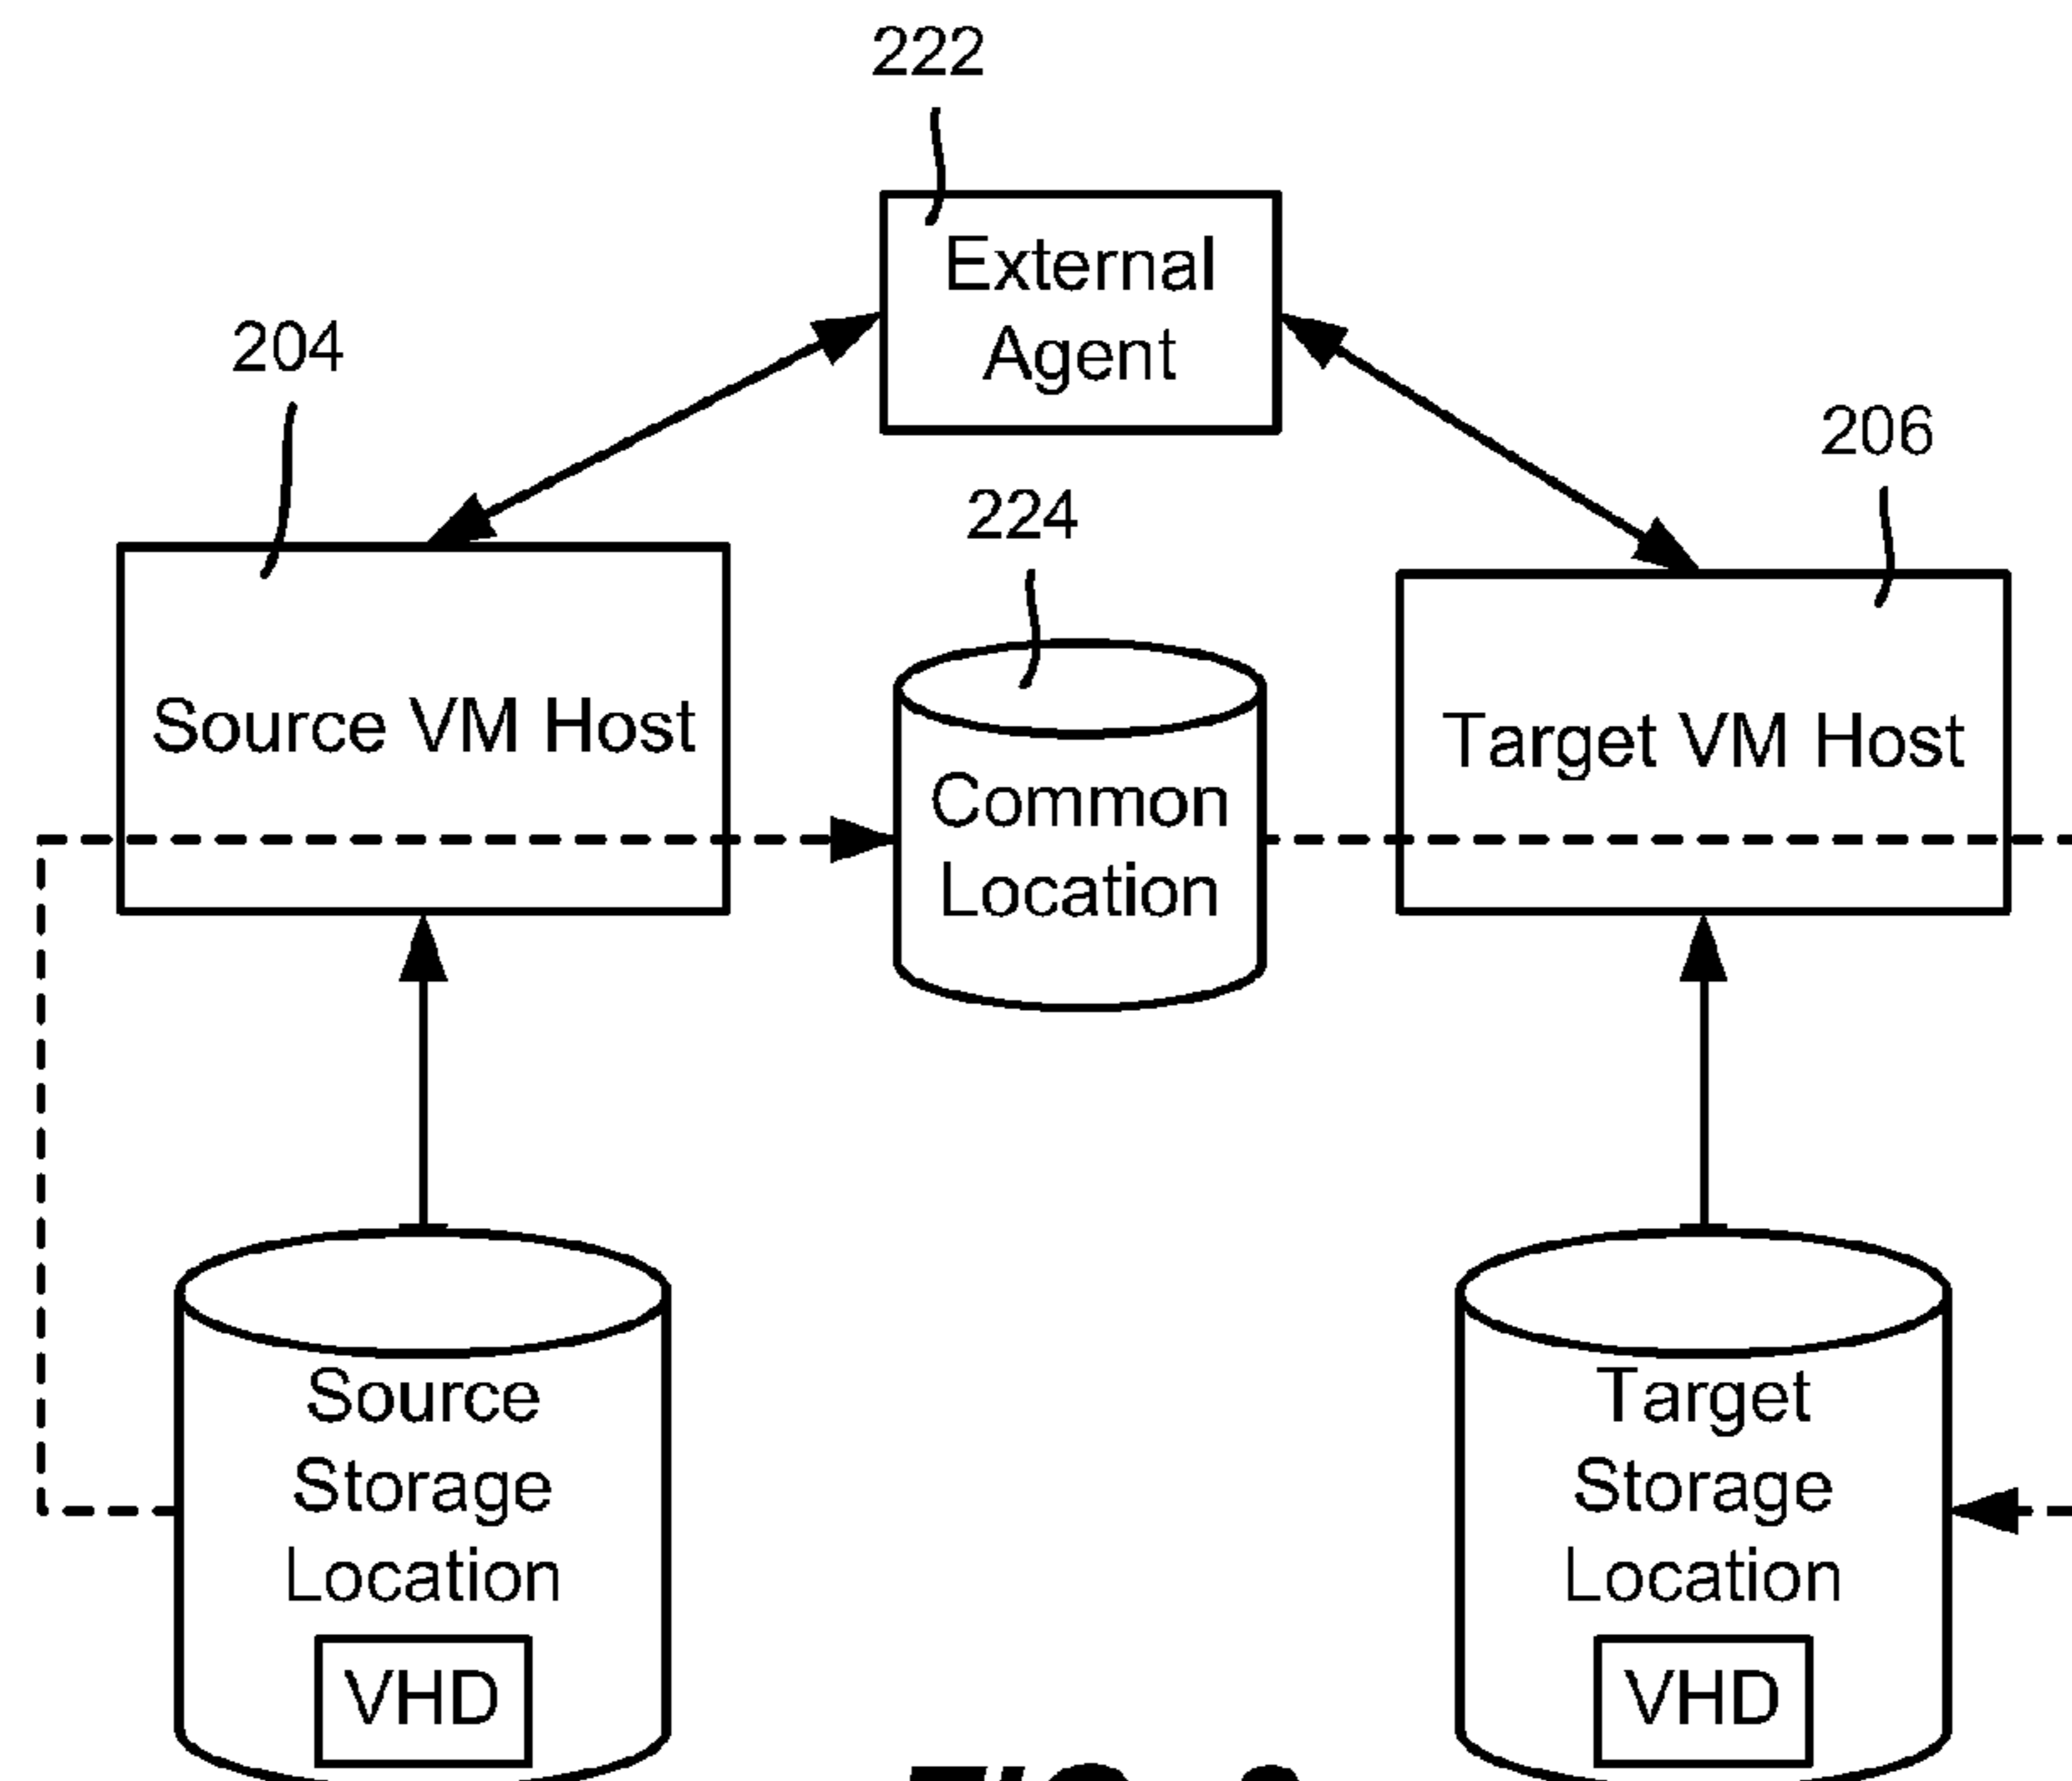 222
External
Agent
204
206
224
Source VM Host
Target VM Host
Common
Location
Source
Storage
Location
VHD
Target
Storage
Location
VHD